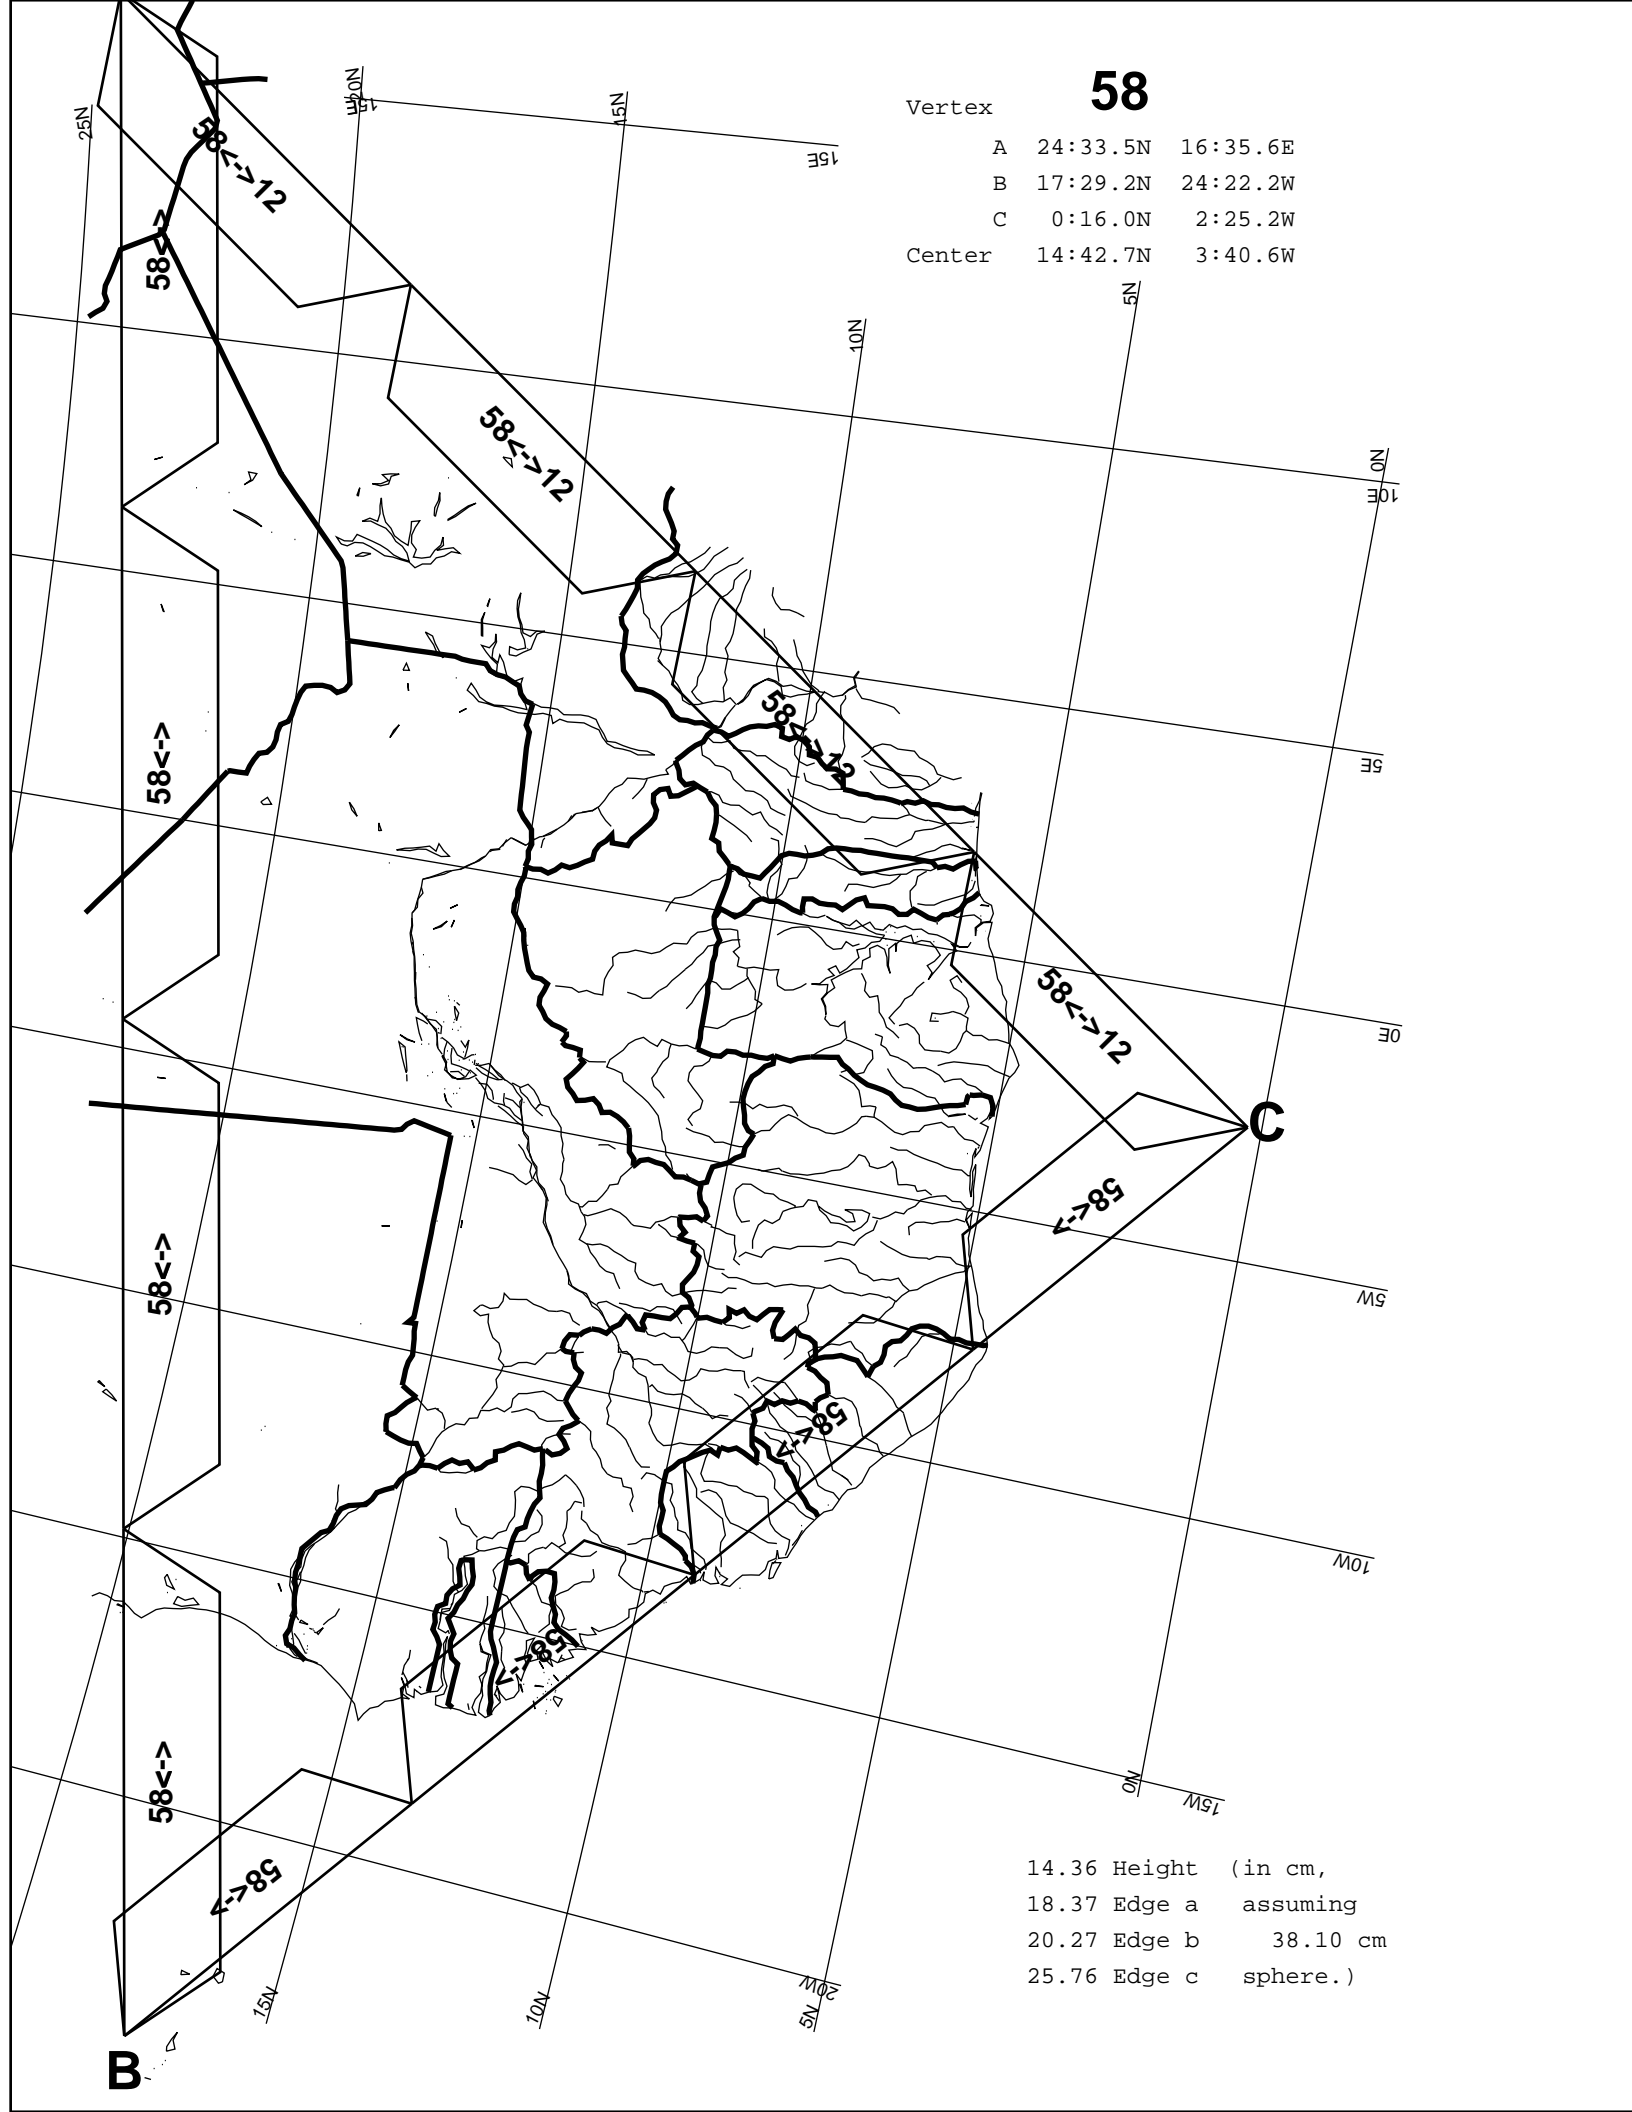 58
Vertex
A 24:33.5N 16:35.6E
B 17:29.2N 24:22.2W
C 0:16.0N 2:25.2W
Center 14:42.7N 3:40.6W
25N
20N
15E
15N
15E
10N
5N
0N
10E
5E
0E
5W
10W
15W
0N
20W
5N
10N
15N
58<->12
58<->12
58<->12
58<->12
58<->
58<->
58<->
58<->
58<->
58<->
58<->
58<->
C
B
14.36 Height (in cm,
18.37 Edge a assuming
20.27 Edge b 38.10 cm
25.76 Edge c sphere.)